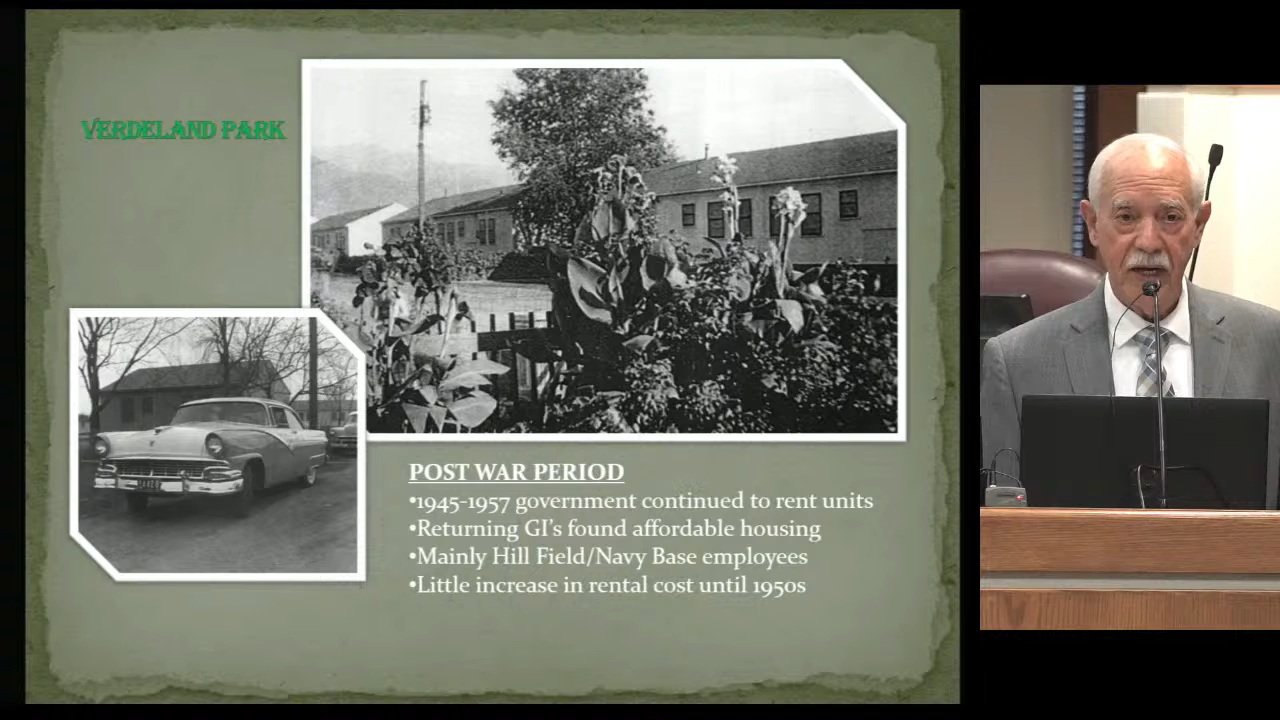 VERDELAND PARK
POST WAR PERIOD
•1945-1957 government continued to rent units
•Returning GI’s found affordable housing
•Mainly Hill Field/Navy Base employees
•Little increase in rental cost until 1950s